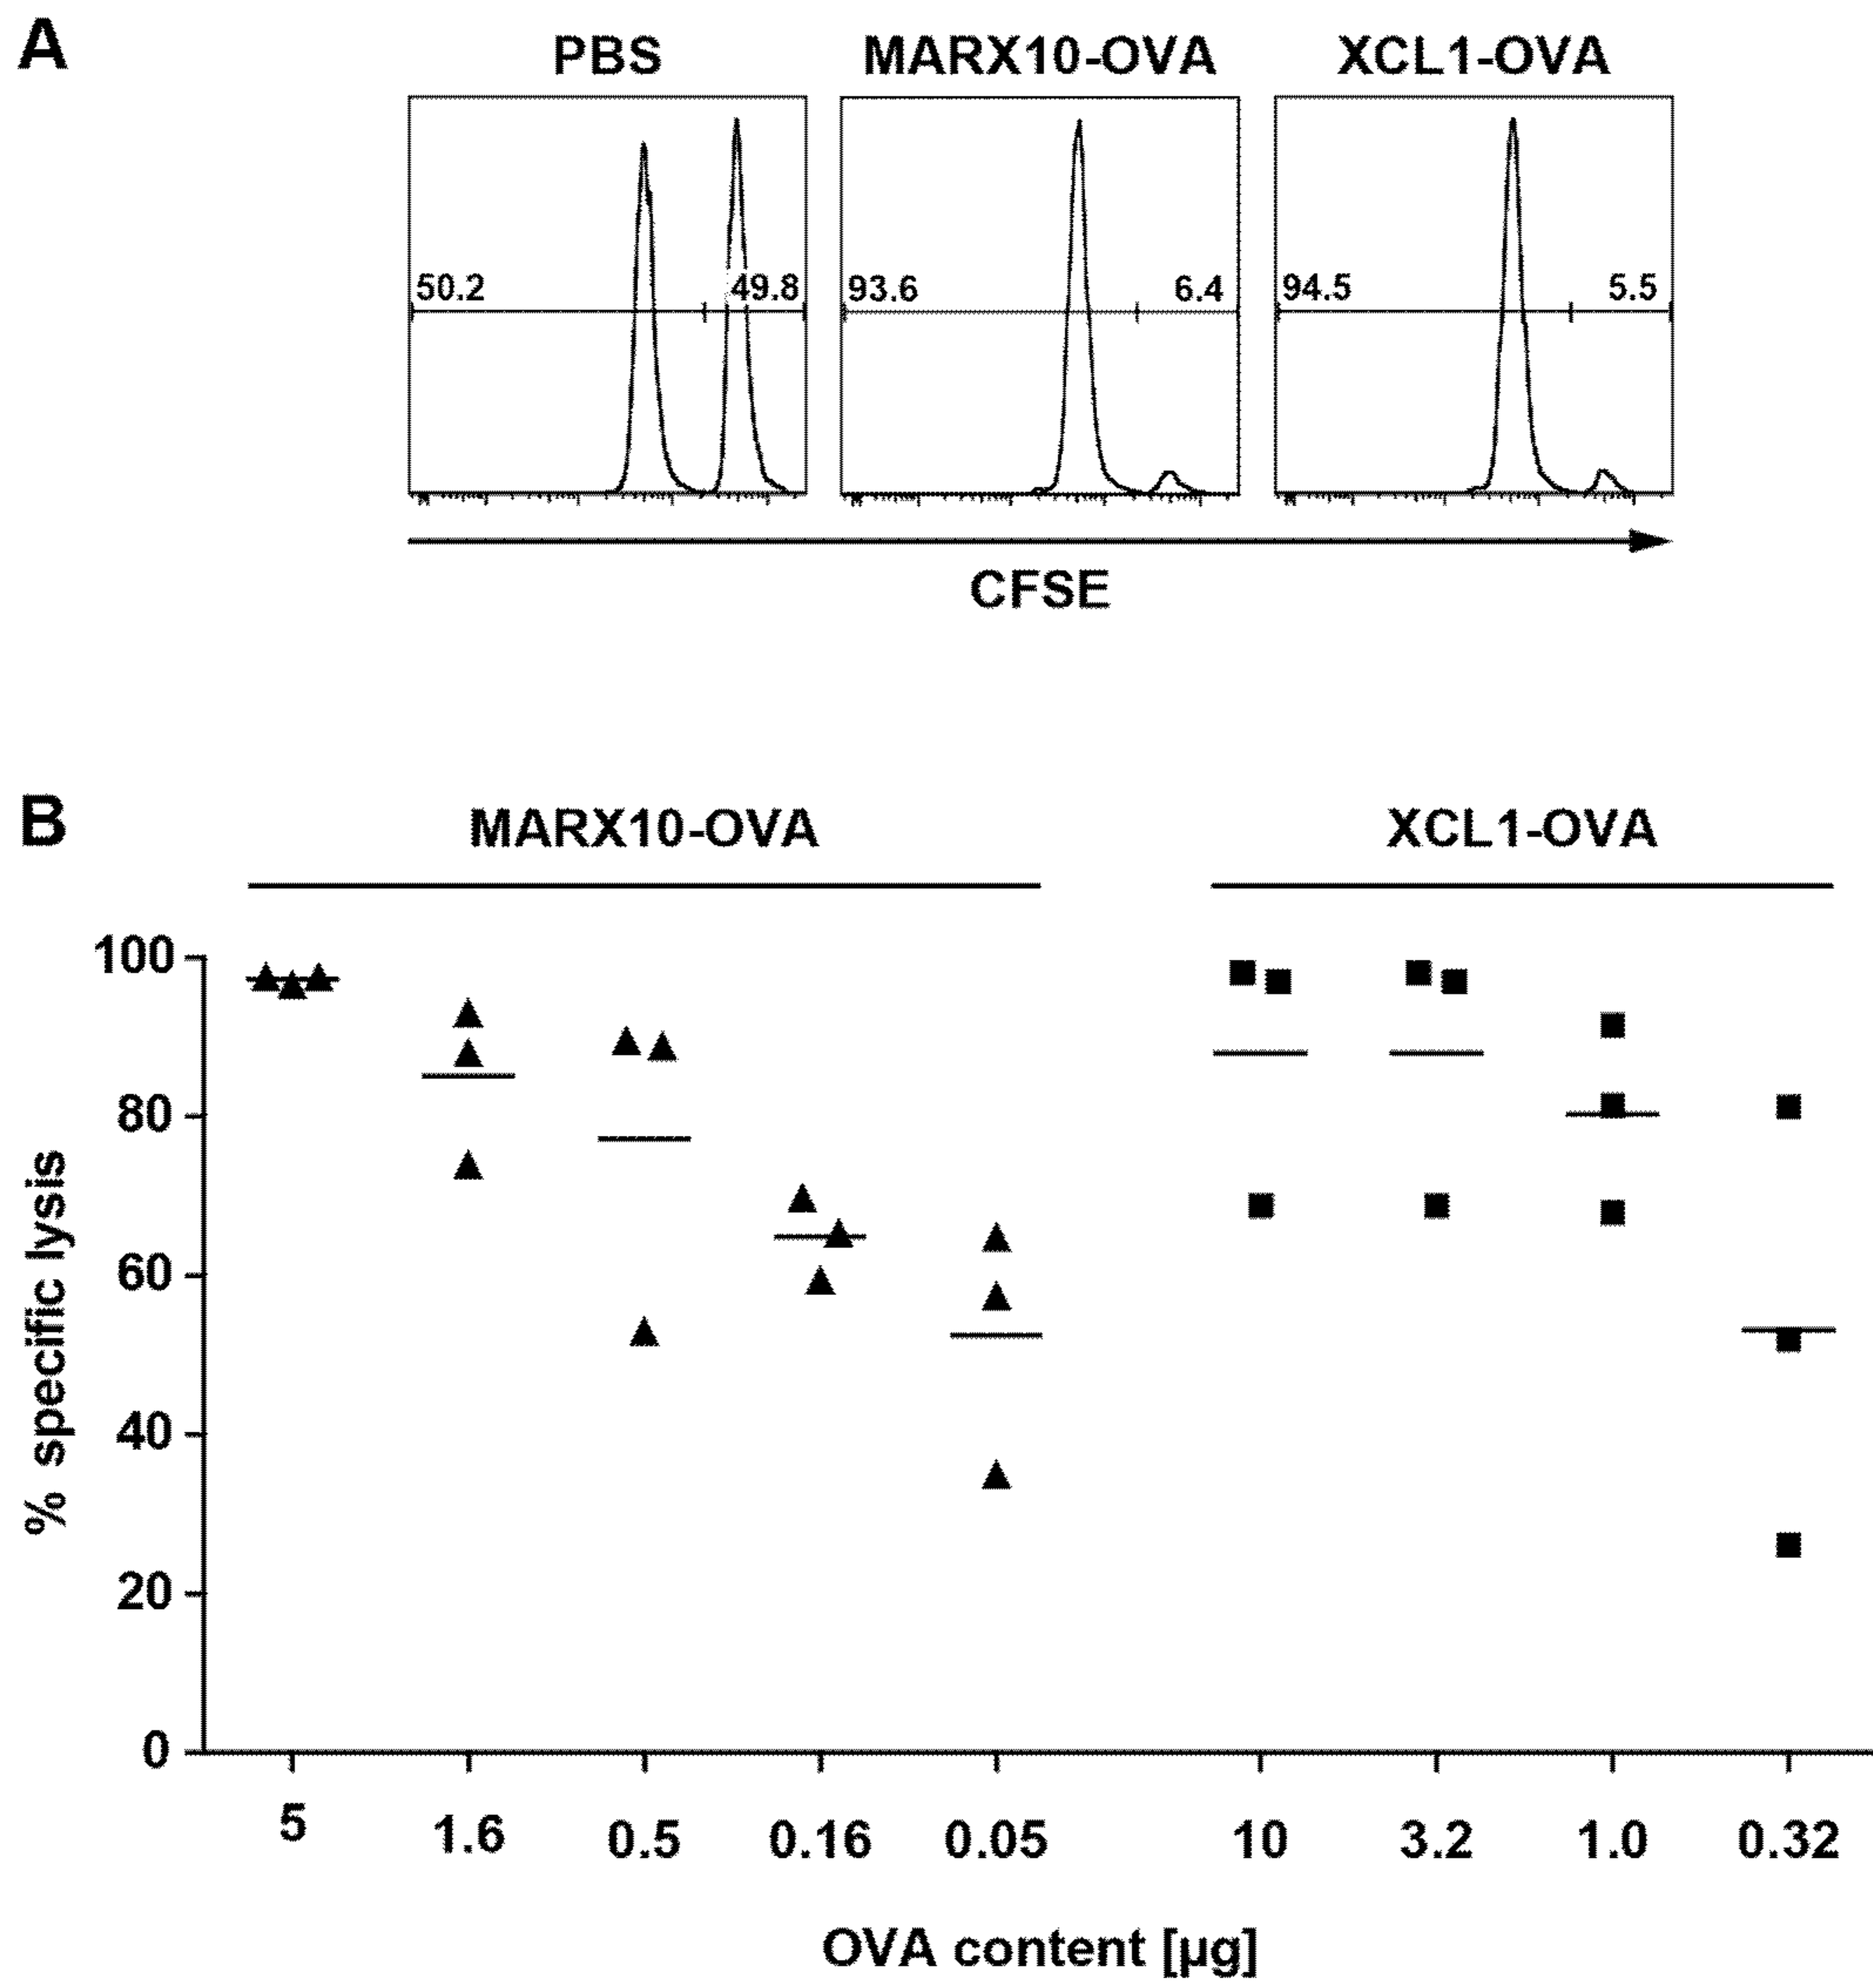 A
PBS MARX10-OVA XCL1-OVA
50.2 49.8 93.6 6.4 94.5 5.5
CFSE
B
MARX10-OVA XCL1-OVA
100
80
60
40
20
0
% specific lysis
5 1.6 0.5 0.16 0.05 10 3.2 1.0 0.32
OVA content [µg]